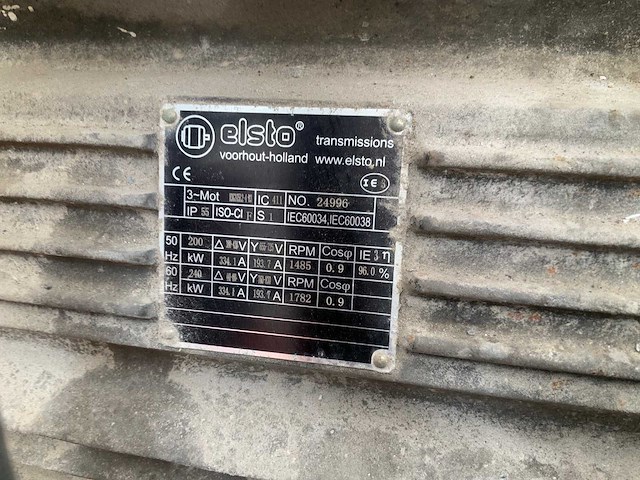 elsto® transmissions
voorhout-holland www.elsto.nl
CE IE 3
3~Mot IC 411 NO. 24996
IP 55 ISO-Cl F S 1 IEC60034,IEC60038
50 Hz 200 kW Δ V Y V RPM Cosφ IE 3 η
334.1 A 193.7 A 1485 0.9 96.0 %
60 Hz 240 kW Δ V Y V RPM Cosφ
334.1 A 193.7 A 1782 0.9